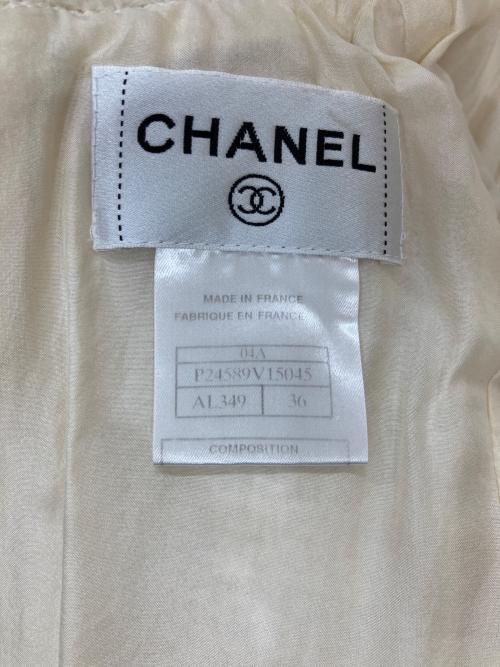 CHANEL
MADE IN FRANCE
FABRIQUE EN FRANCE
04A
P24589V15045
AL349 36
COMPOSITION